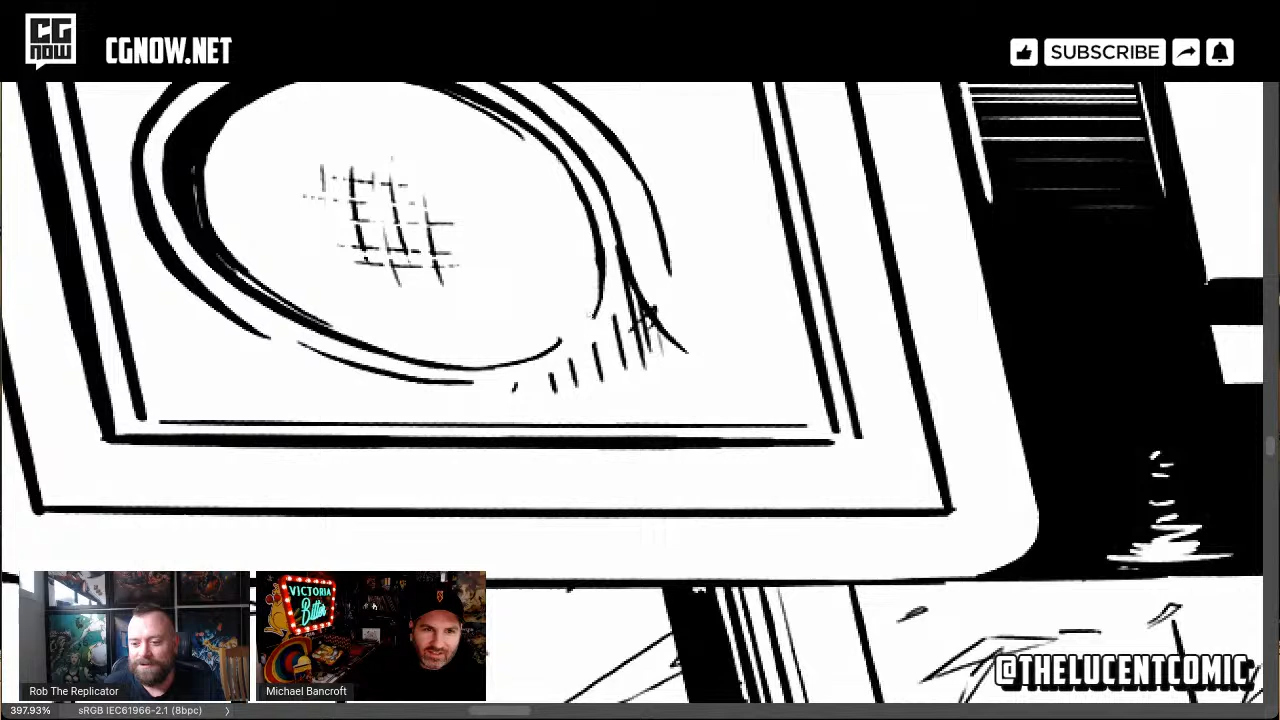 CG
NOW
CGNOW.NET
SUBSCRIBE
VICTORIA
Bitter
Rob The Replicator
Michael Bancroft
@THELUCENTCOMIC
397.93%
sRGB IEC61966-2.1 (8bpc)